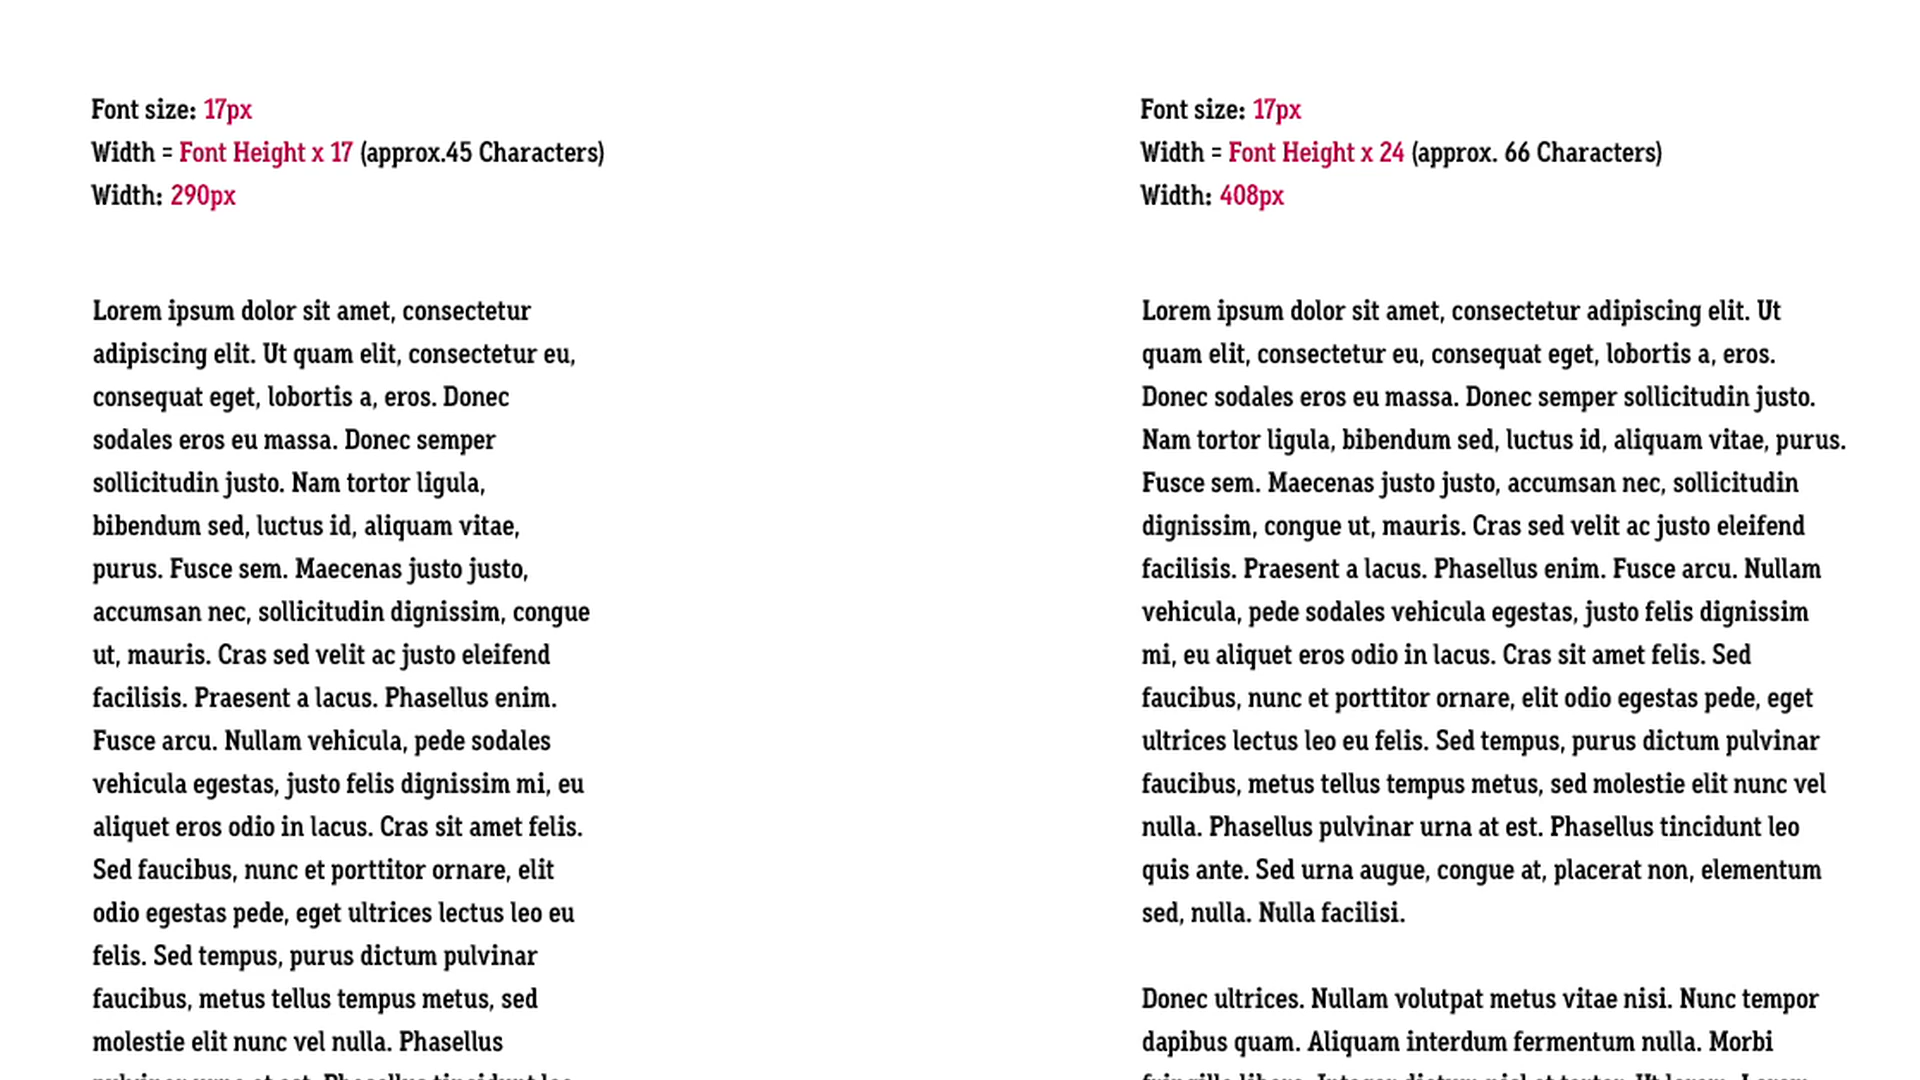 Font size: 17px
Width = Font Height x 17 (approx.45 Characters)
Width: 290px
Lorem ipsum dolor sit amet, consectetur
adipiscing elit. Ut quam elit, consectetur eu,
consequat eget, lobortis a, eros. Donec
sodales eros eu massa. Donec semper
sollicitudin justo. Nam tortor ligula,
bibendum sed, luctus id, aliquam vitae,
purus. Fusce sem. Maecenas justo justo,
accumsan nec, sollicitudin dignissim, congue
ut, mauris. Cras sed velit ac justo eleifend
facilisis. Praesent a lacus. Phasellus enim.
Fusce arcu. Nullam vehicula, pede sodales
vehicula egestas, justo felis dignissim mi, eu
aliquet eros odio in lacus. Cras sit amet felis.
Sed faucibus, nunc et porttitor ornare, elit
odio egestas pede, eget ultrices lectus leo eu
felis. Sed tempus, purus dictum pulvinar
faucibus, metus tellus tempus metus, sed
molestie elit nunc vel nulla. Phasellus
Font size: 17px
Width = Font Height x 24 (approx. 66 Characters)
Width: 408px
Lorem ipsum dolor sit amet, consectetur adipiscing elit. Ut
quam elit, consectetur eu, consequat eget, lobortis a, eros.
Donec sodales eros eu massa. Donec semper sollicitudin justo.
Nam tortor ligula, bibendum sed, luctus id, aliquam vitae, purus.
Fusce sem. Maecenas justo justo, accumsan nec, sollicitudin
dignissim, congue ut, mauris. Cras sed velit ac justo eleifend
facilisis. Praesent a lacus. Phasellus enim. Fusce arcu. Nullam
vehicula, pede sodales vehicula egestas, justo felis dignissim
mi, eu aliquet eros odio in lacus. Cras sit amet felis. Sed
faucibus, nunc et porttitor ornare, elit odio egestas pede, eget
ultrices lectus leo eu felis. Sed tempus, purus dictum pulvinar
faucibus, metus tellus tempus metus, sed molestie elit nunc vel
nulla. Phasellus pulvinar urna at est. Phasellus tincidunt leo
quis ante. Sed urna augue, congue at, placerat non, elementum
sed, nulla. Nulla facilisi.
Donec ultrices. Nullam volutpat metus vitae nisi. Nunc tempor
dapibus quam. Aliquam interdum fermentum nulla. Morbi